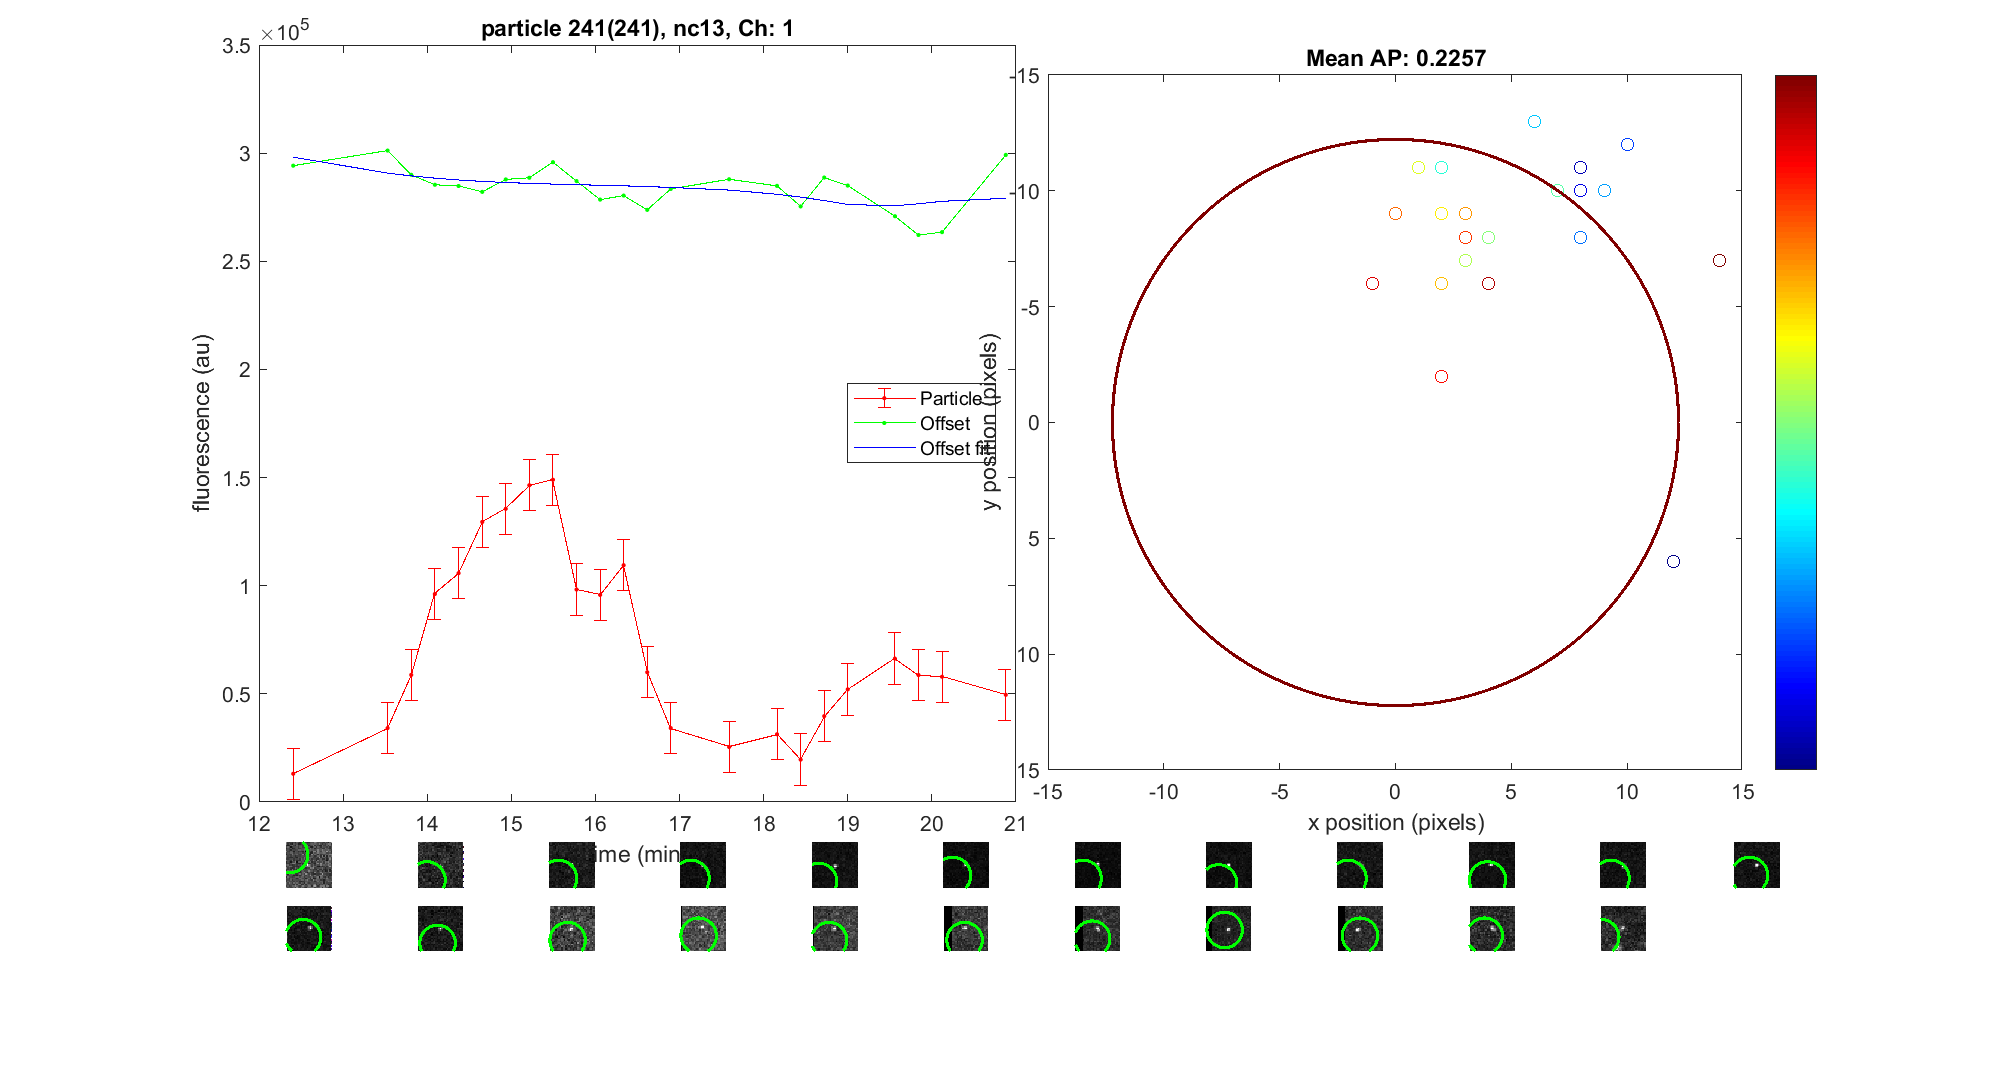 particle 241(241), nc13, Ch: 1
×10^5
3.5
3
2.5
2
1.5
1
0.5
0
fluorescence (au)
12 13 14 15 16 17 18 19 20 21
ime (min
Particle
Offset
Offset fit
Mean AP: 0.2257
-15
-10
-5
0
5
10
15
y position (pixels)
-15 -10 -5 0 5 10 15
x position (pixels)